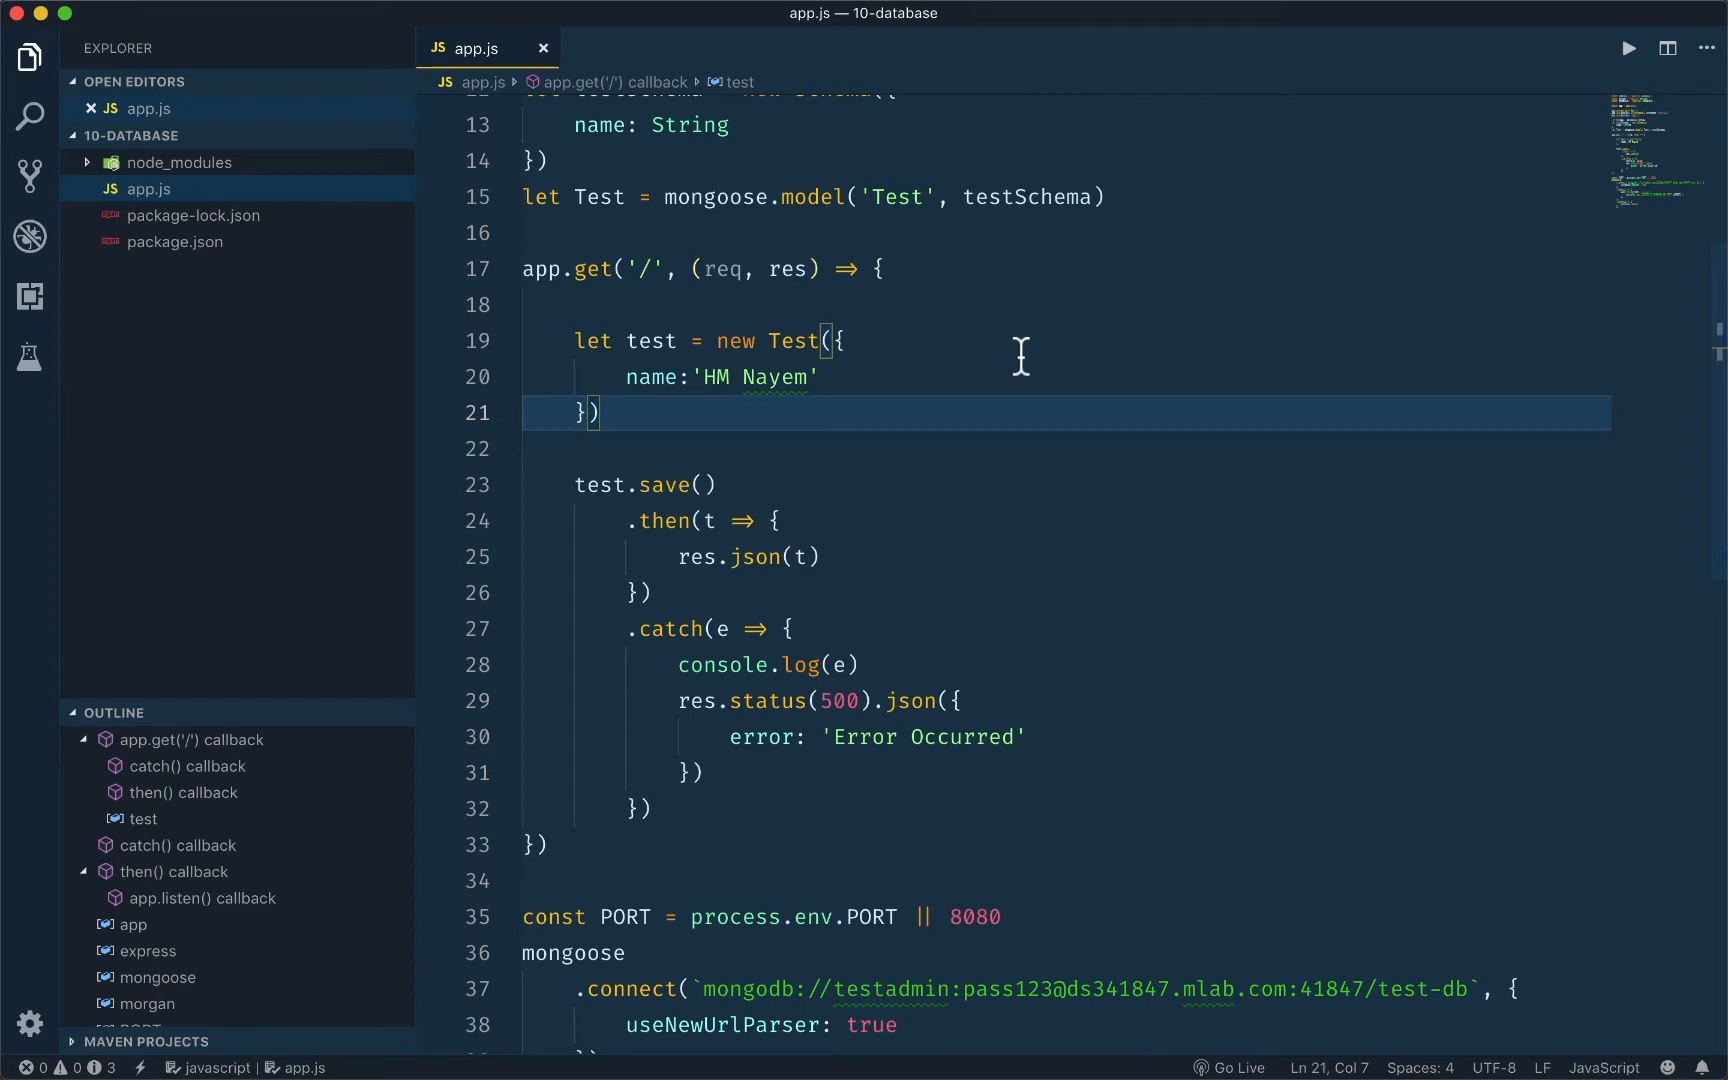 app.js — 10-database
EXPLORER
OPEN EDITORS
JS app.js
10-DATABASE
node_modules
JS app.js
package-lock.json
package.json
OUTLINE
app.get('/') callback
catch() callback
then() callback
test
catch() callback
then() callback
app.listen() callback
app
express
mongoose
morgan
PORT
MAVEN PROJECTS
JS app.js
JS app.js app.get('/') callback test
13 name: String
14 })
15 let Test = mongoose.model('Test', testSchema)
16
17 app.get('/', (req, res) => {
18
19 let test = new Test({
20 name:'HM Nayem'
21 })
22
23 test.save()
24 .then(t => {
25 res.json(t)
26 })
27 .catch(e => {
28 console.log(e)
29 res.status(500).json({
30 error: 'Error Occurred'
31 })
32 })
33 })
34
35 const PORT = process.env.PORT || 8080
36 mongoose
37 .connect(`mongodb://testadmin:pass123@ds341847.mlab.com:41847/test-db`, {
38 useNewUrlParser: true
0 0 3 javascript | app.js Go Live Ln 21, Col 7 Spaces: 4 UTF-8 LF JavaScript